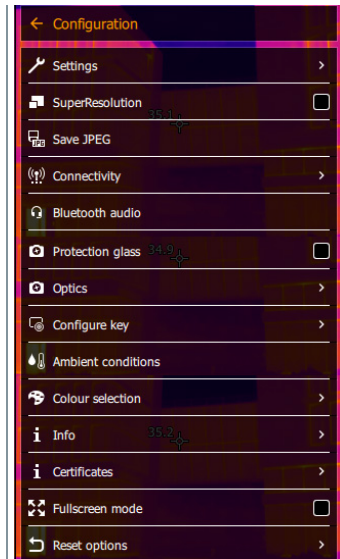 Configuration
Settings
SuperResolution
35.1
Save JPEG
Connectivity
Bluetooth audio
Protection glass 34.9
Optics
Configure key
Ambient conditions
Colour selection
Info 35.2
Certificates
Fullscreen mode
Reset options